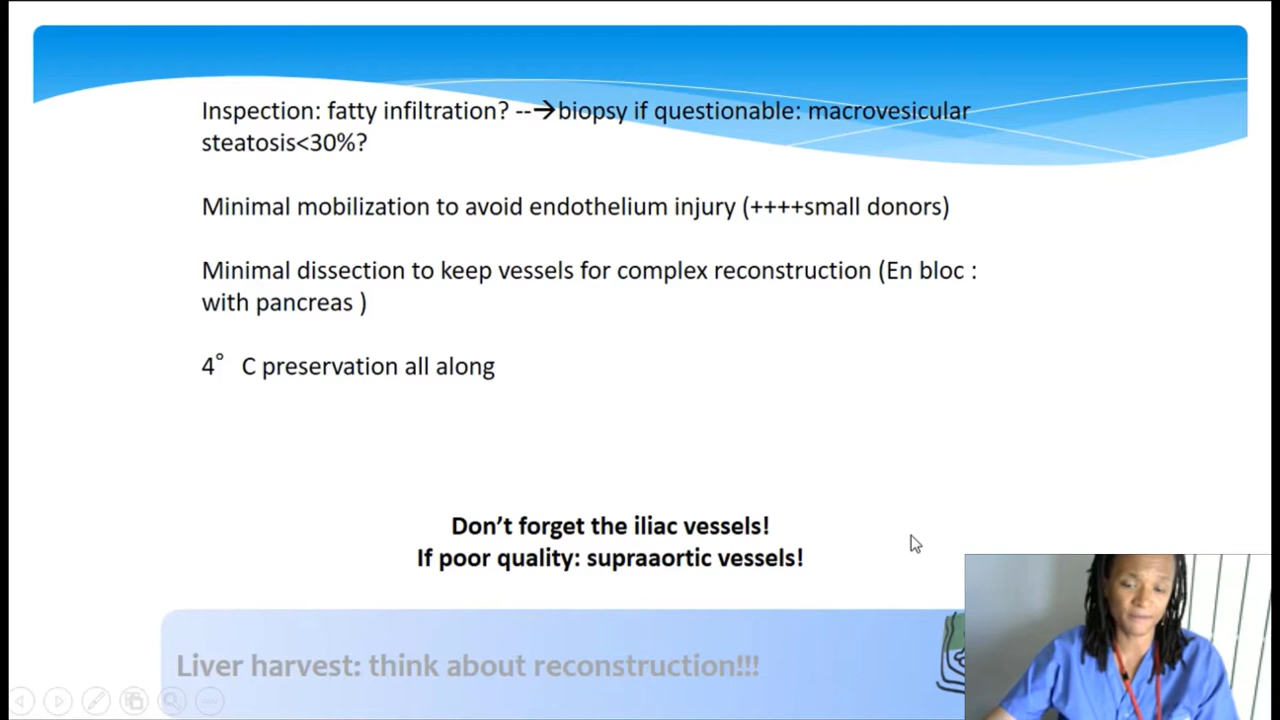 Inspection: fatty infiltration? --→biopsy if questionable: macrovesicular
steatosis<30%?
Minimal mobilization to avoid endothelium injury (++++small donors)
Minimal dissection to keep vessels for complex reconstruction (En bloc :
with pancreas )
4° C preservation all along
Don't forget the iliac vessels!
If poor quality: supraaortic vessels!
Liver harvest: think about reconstruction!!!